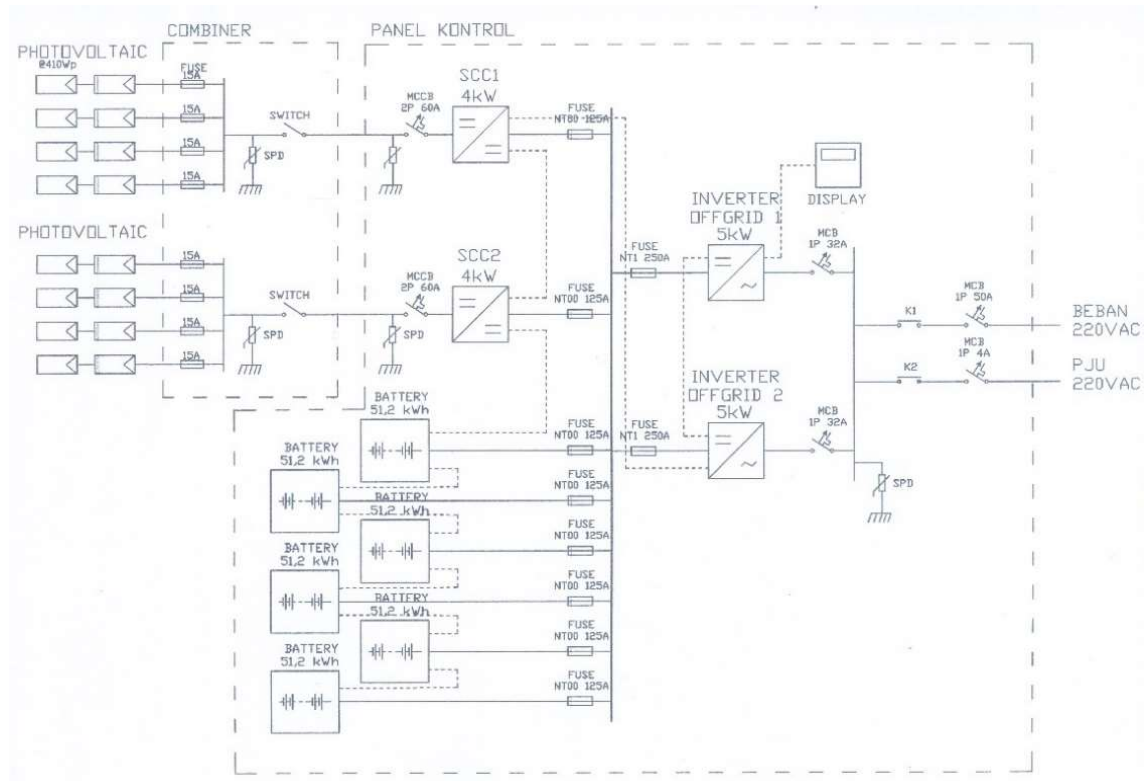 COMBINER
PANEL KONTROL
PHOTOVOLTAIC
@410Wp
FUSE
15A
15A
15A
15A
SWITCH
SPD
MCCB
2P 60A
SCC1
4kW
FUSE
NT80 125A
PHOTOVOLTAIC
15A
15A
15A
15A
SWITCH
SPD
MCCB
2P 60A
SPD
SCC2
4kW
FUSE
NT00 125A
DISPLAY
INVERTER
OFFGRID 1
5kW
FUSE
NT1 250A
MCB
1P 32A
K1
MCB
1P 50A
BEBAN
220VAC
K2
MCB
1P 4A
PJU
220VAC
INVERTER
OFFGRID 2
5kW
FUSE
NT1 250A
MCB
1P 32A
SPD
BATTERY
51,2 kWh
FUSE
NT00 125A
BATTERY
51,2 kWh
FUSE
NT00 125A
BATTERY
51,2 kWh
FUSE
NT00 125A
BATTERY
51,2 kWh
FUSE
NT00 125A
BATTERY
51,2 kWh
FUSE
NT00 125A
BATTERY
51,2 kWh
FUSE
NT00 125A